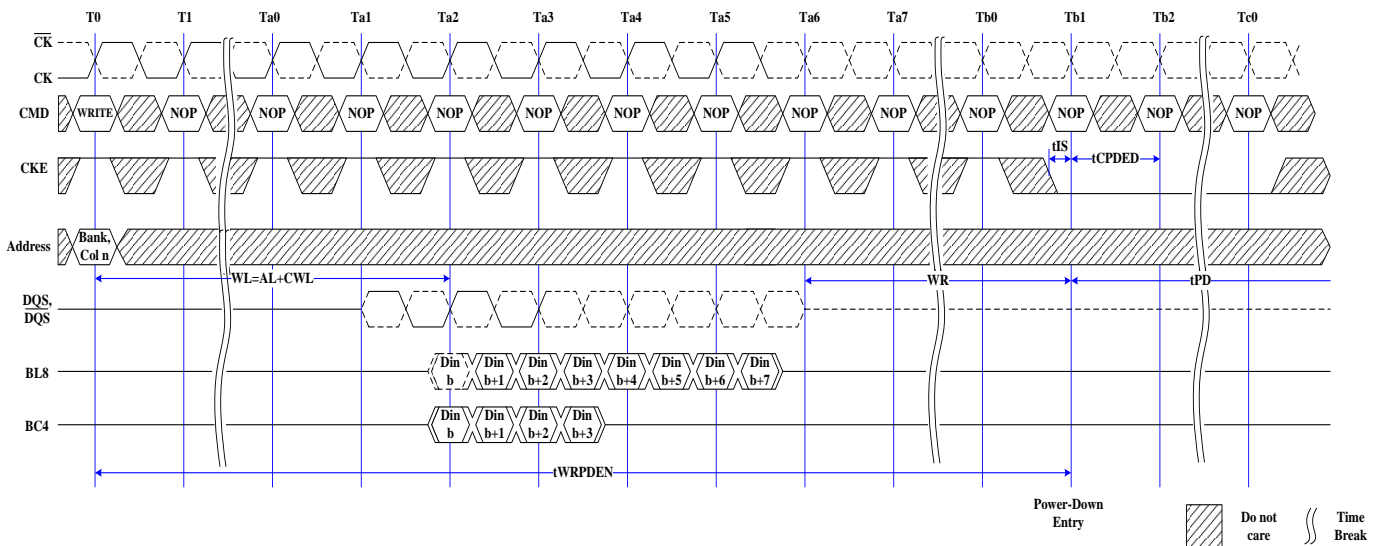 T0 T1 Ta0 Ta1 Ta2 Ta3 Ta4 Ta5 Ta6 Ta7 Tb0 Tb1 Tb2 Tc0
CK
CK
CMD WRITE NOP NOP NOP NOP NOP NOP NOP NOP NOP NOP NOP NOP NOP
tIS
CKE tCPDED
Bank,
Address
Col n
WL=AL+CWL WR tPD
DQS,
DQS
Din Din Din Din Din Din Din Din
BL8
b b+1 b+2 b+3 b+4 b+5 b+6 b+7
Din Din Din Din
BC4
b b+1 b+2 b+3
tWRPDEN
Power-Down
Entry
Do not
care
Time
Break